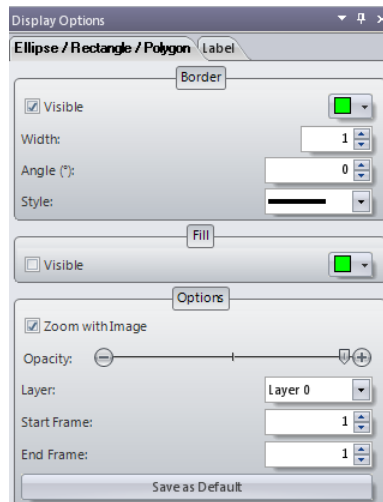 Display Options
Ellipse / Rectangle / Polygon Label
Border
Visible
Width: 1
Angle (°): 0
Style:
Fill
Visible
Options
Zoom with Image
Opacity:
Layer: Layer 0
Start Frame: 1
End Frame: 1
Save as Default